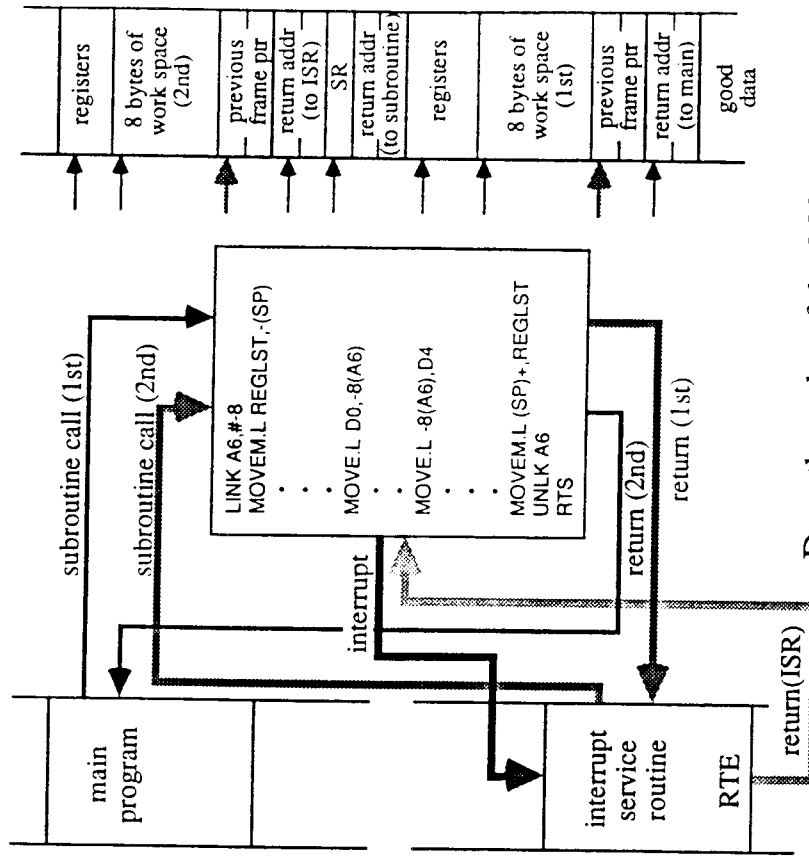 main
program
interrupt
service
routine
RTE
return(ISR)
subroutine call (1st)
subroutine call (2nd)
interrupt
LINK A6,#-8
MOVEM.L REGLST,-(SP)
MOVE.L D0,-8(A6)
MOVE.L -8(A6),D4
MOVEM.L (SP)+,REGLST
UNLK A6
RTS
return (2nd)
return (1st)
registers
8 bytes of
work space
(2nd)
previous
frame ptr
return addr
(to ISR)
SR
return addr
(to subroutine)
registers
8 bytes of
work space
(1st)
previous
frame ptr
return addr
(to main)
good
data